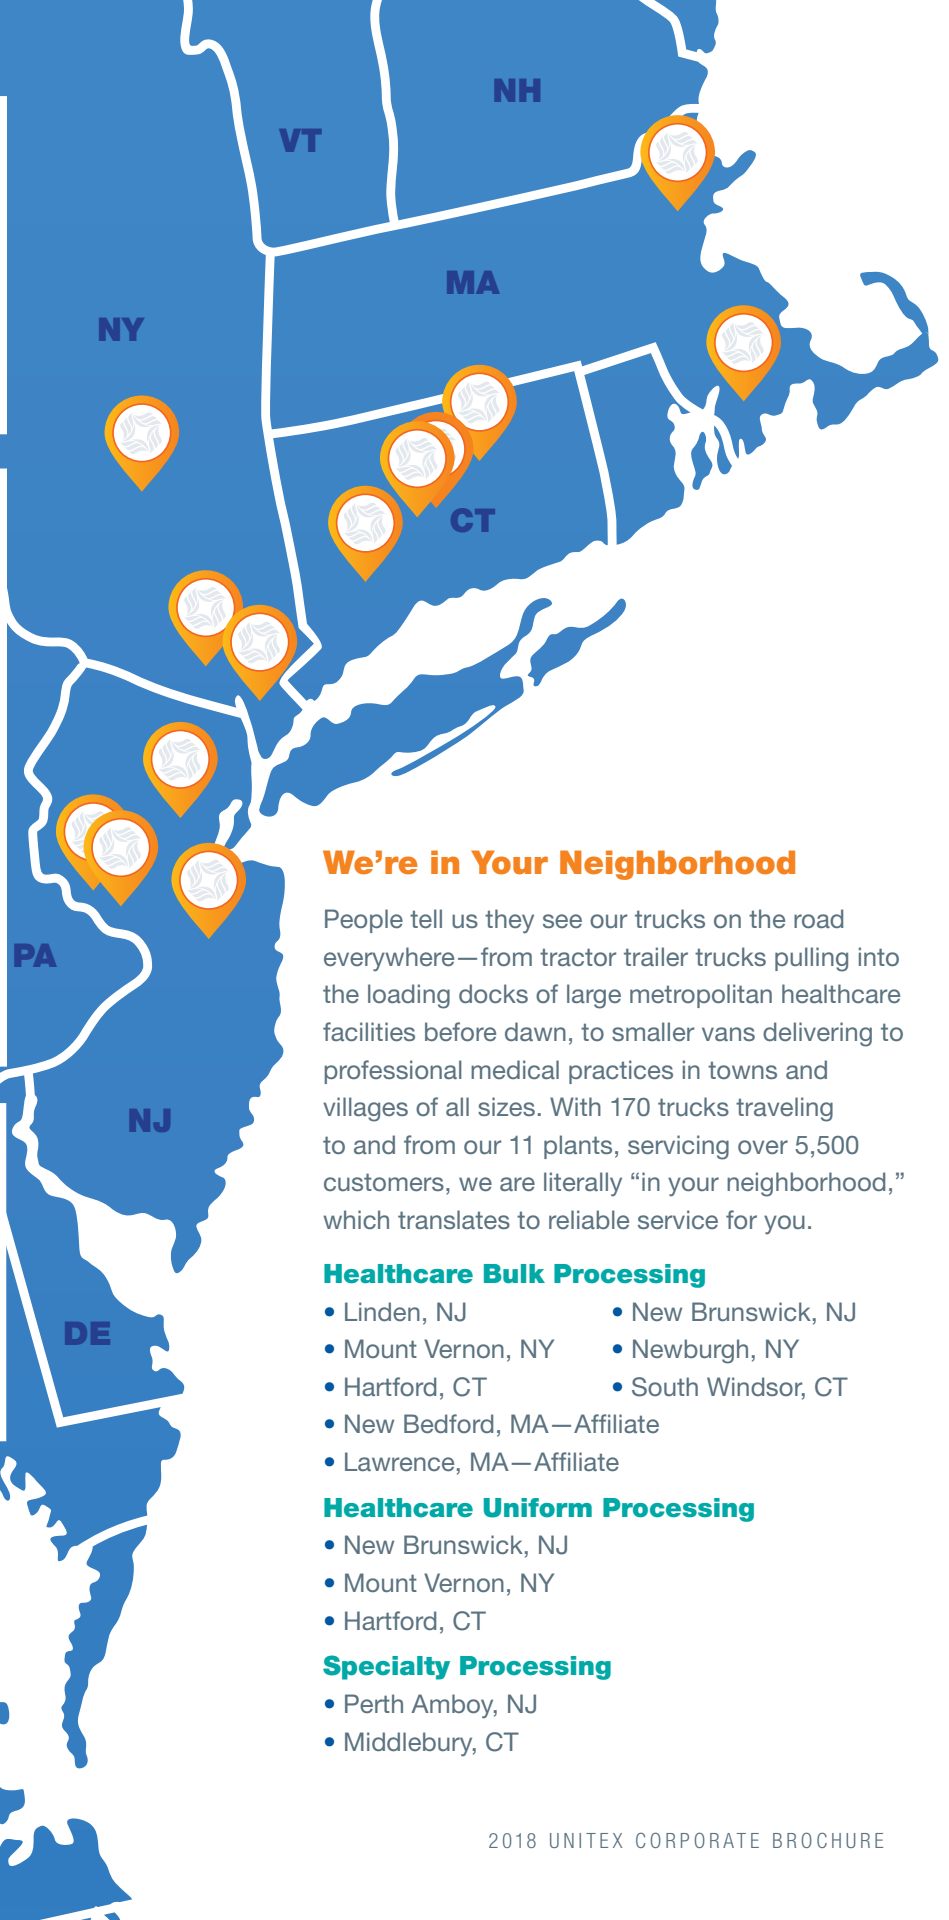 NH
VT
MA
NY
CT
PA
NJ
DE
We're in Your Neighborhood
People tell us they see our trucks on the road
everywhere—from tractor trailer trucks pulling into
the loading docks of large metropolitan healthcare
facilities before dawn, to smaller vans delivering to
professional medical practices in towns and
villages of all sizes. With 170 trucks traveling
to and from our 11 plants, servicing over 5,500
customers, we are literally “in your neighborhood,”
which translates to reliable service for you.
Healthcare Bulk Processing
• Linden, NJ
• Mount Vernon, NY
• Hartford, CT
• New Brunswick, NJ
• Newburgh, NY
• South Windsor, CT
• New Bedford, MA—Affiliate
• Lawrence, MA—Affiliate
Healthcare Uniform Processing
• New Brunswick, NJ
• Mount Vernon, NY
• Hartford, CT
Specialty Processing
• Perth Amboy, NJ
• Middlebury, CT
2018 UNITEX CORPORATE BROCHURE